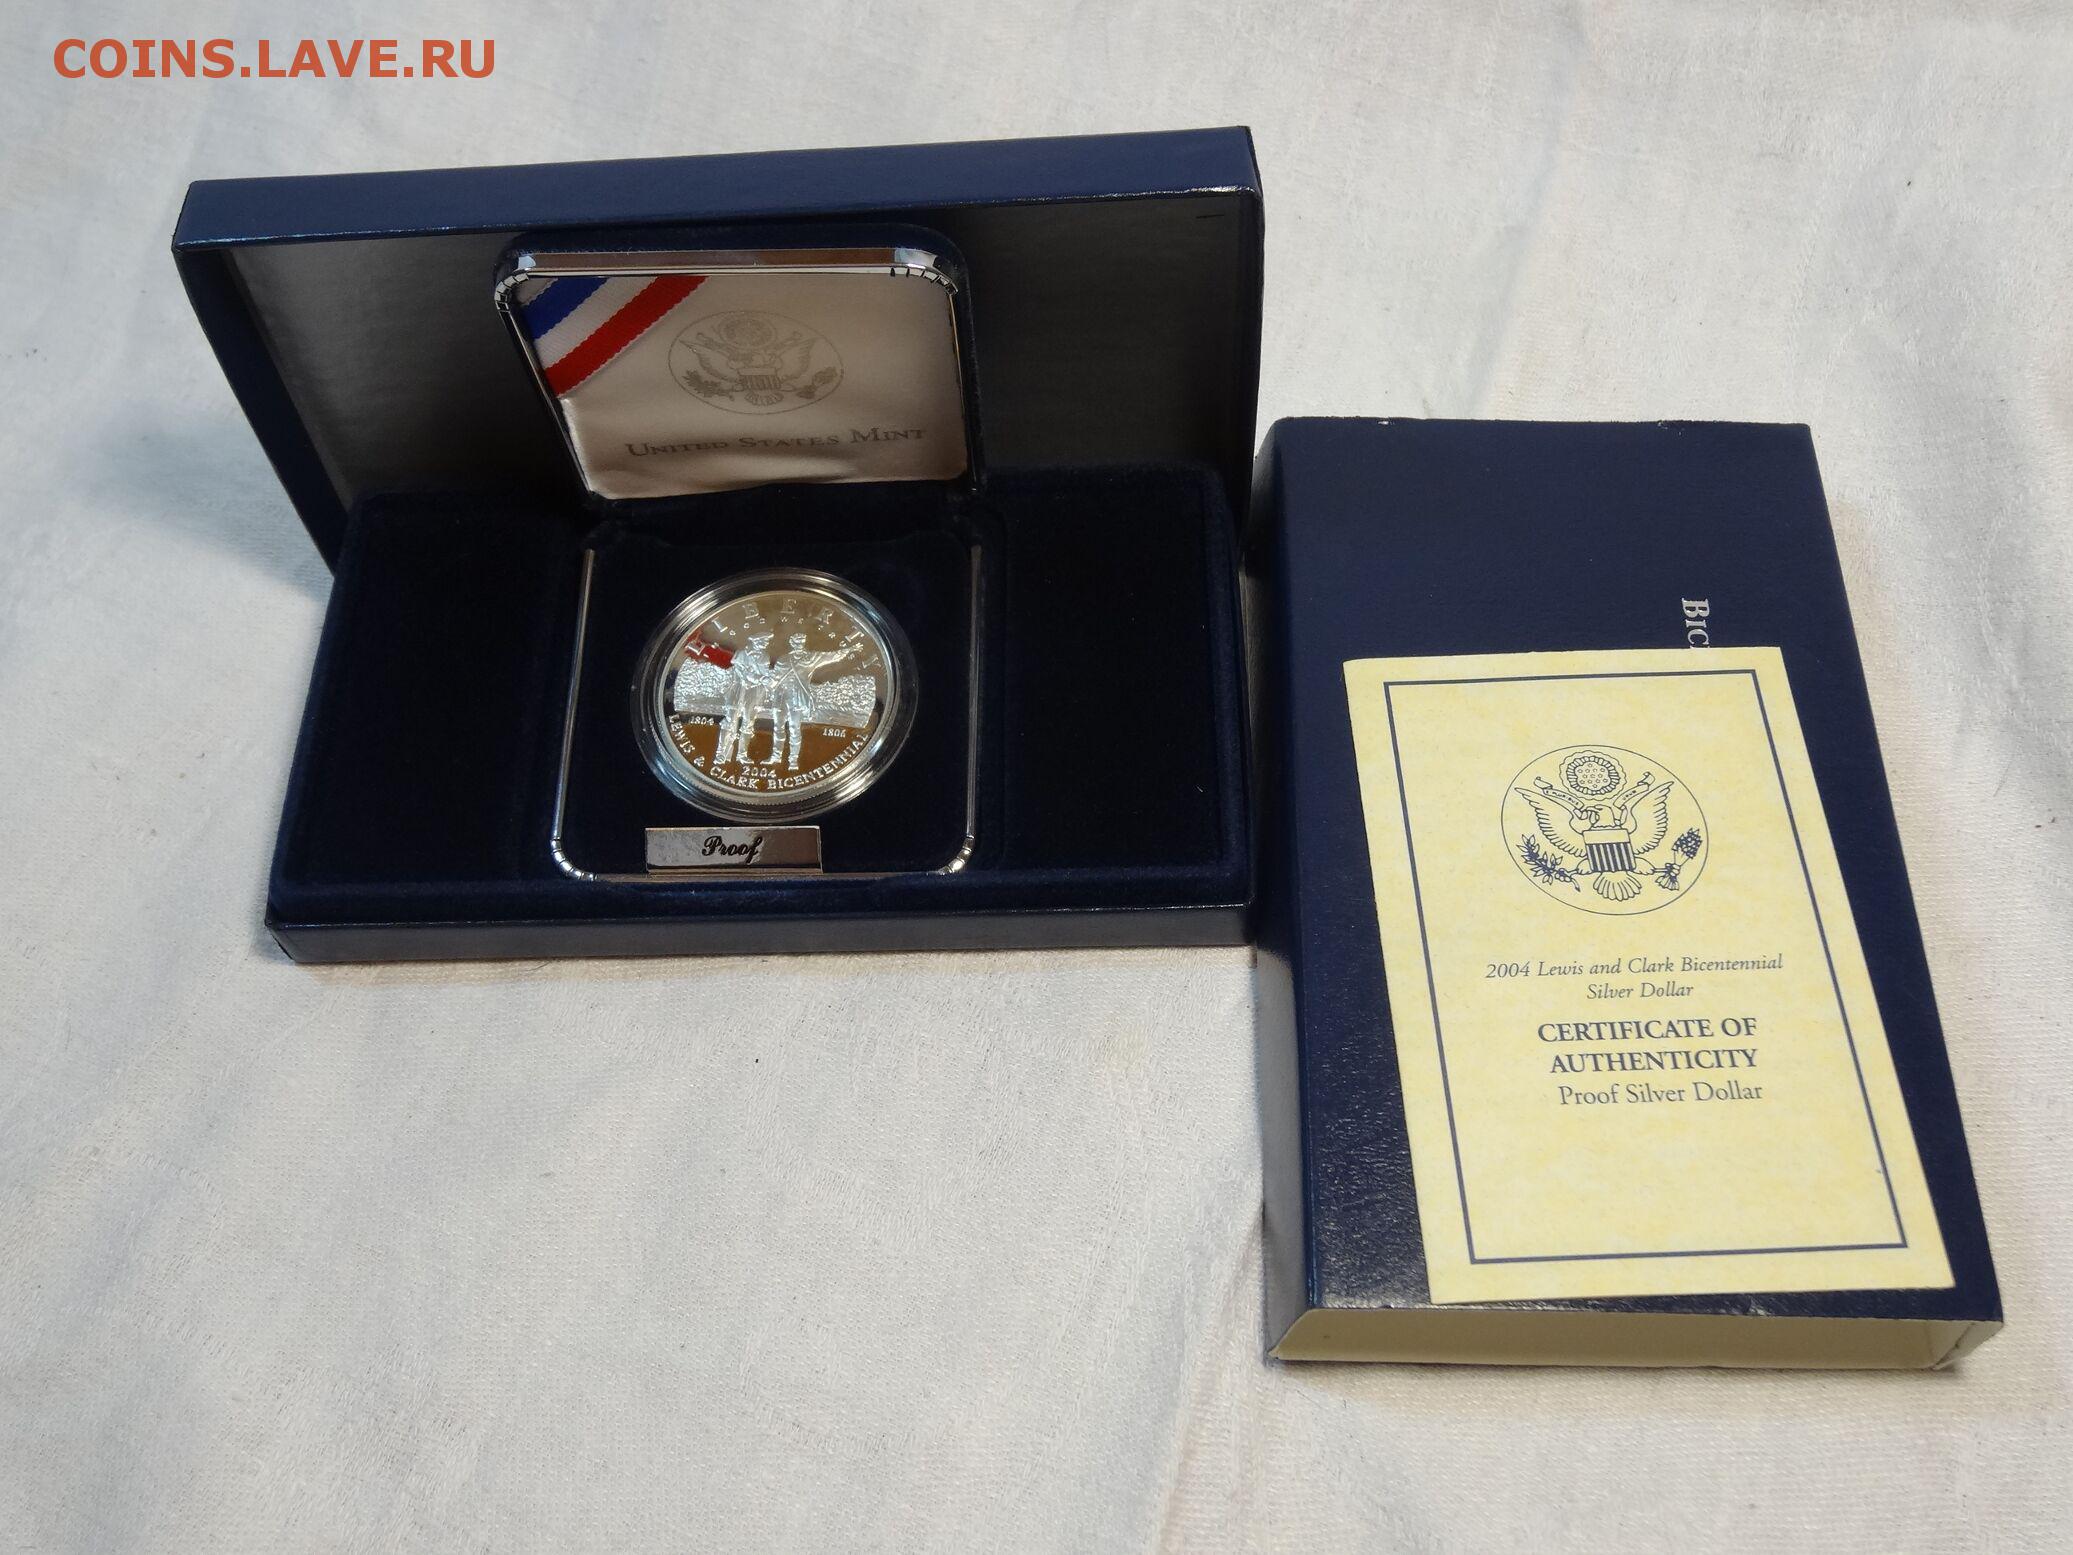 COINS.LAVE.RU
UNITED STATES MINT
LIBERTY
1804
1806
2004
LEWIS & CLARK BICENTENNIAL
Proof
2004 Lewis and Clark Bicentennial
Silver Dollar
CERTIFICATE OF
AUTHENTICITY
Proof Silver Dollar